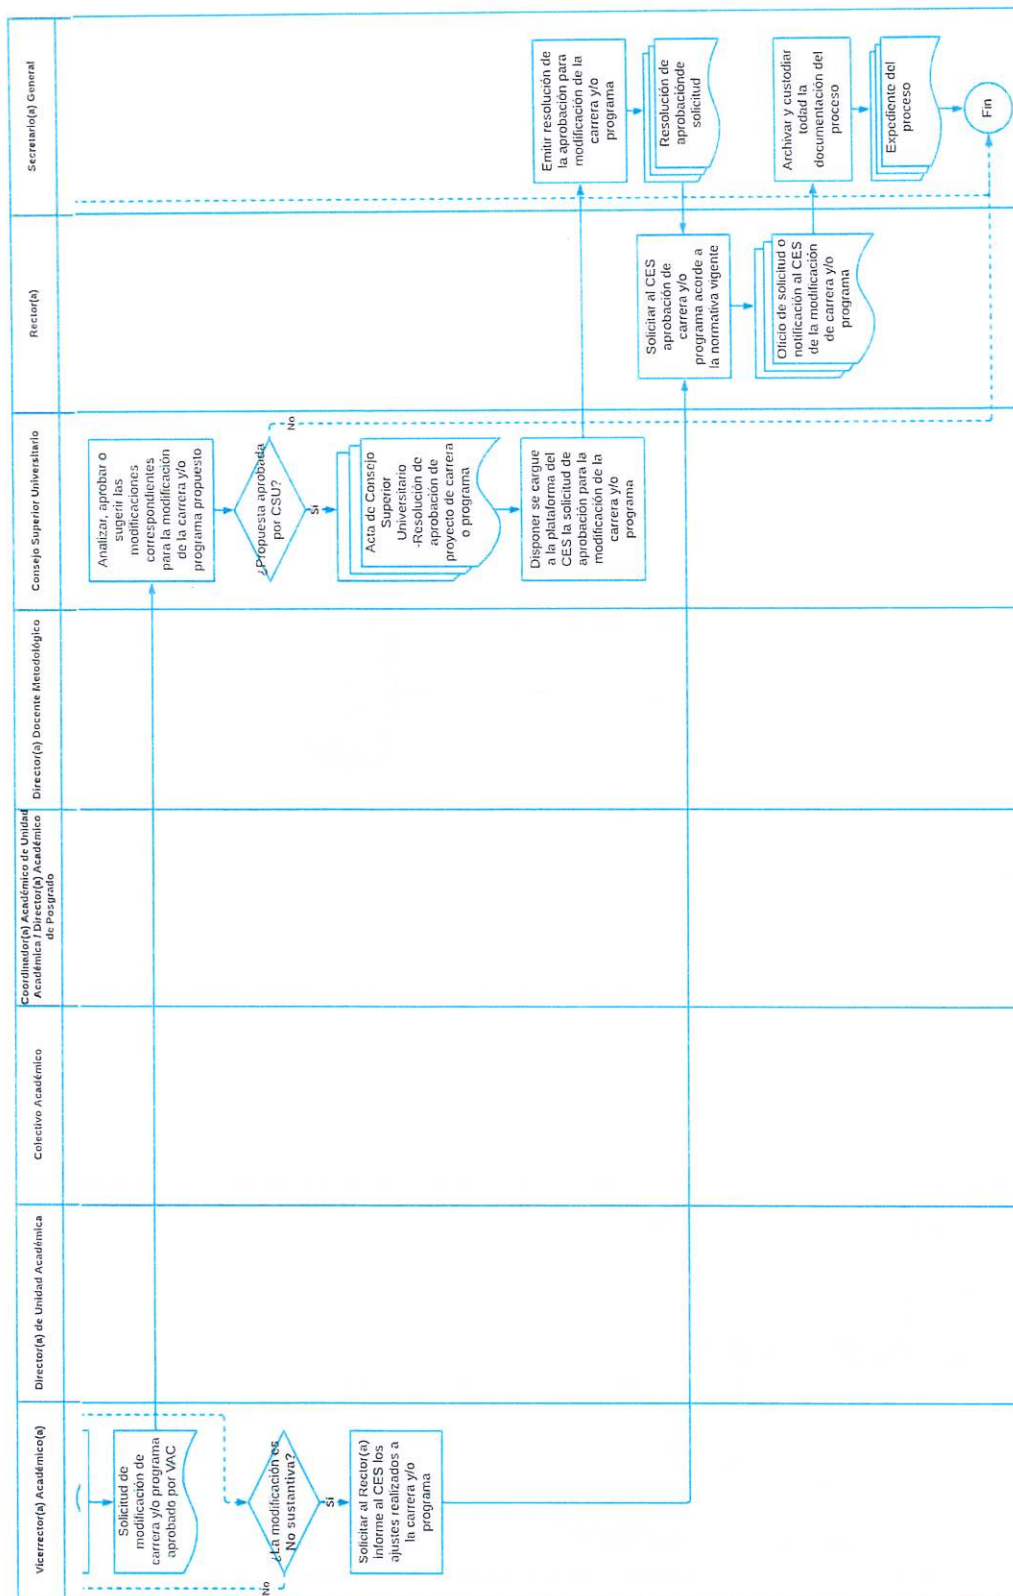 Vicerrector(a) Académico(a)
Director(a) de Unidad Académica
Colectivo Académico
Coordinador(a) Académico de Unidad
Académica / Director(a) Académico
de Posgrado
Director(a) Docente Metodológico
Consejo Superior Universitario
Rector(a)
Secretario(a) General
Solicitud de
modificación de
carrera y/o programa
aprobado por VAC
¿La modificación es
No sustantiva?
No
Sí
Solicitar al Rector(a)
informe al CES los
ajustes realizados a
la carrera y/o
programa
Analizar, aprobar o
sugerir las
modificaciones
correspondientes
para la modificación
de la carrera y/o
programa propuesto
¿Propuesta aprobada
por CSU?
No
Sí
Acta de Consejo
Superior
Universitario
-Resolución de
aprobación de
proyecto de carrera
o programa
Disponer se cargue
a la plataforma del
CES la solicitud de
aprobación para la
modificación de la
carrera y/o
programa
Emitir resolución de
la aprobación para
modificación de la
carrera y/o
programa
Resolución de
aprobaciónde
solicitud
Solicitar al CES
aprobación de
carrera y/o
programa acorde a
la normativa vigente
Oficio de solicitud o
notificación al CES
de la modificación
de carrera y/o
programa
Archivar y custodiar
todad la
documentación del
proceso
Expediente del
proceso
Fin